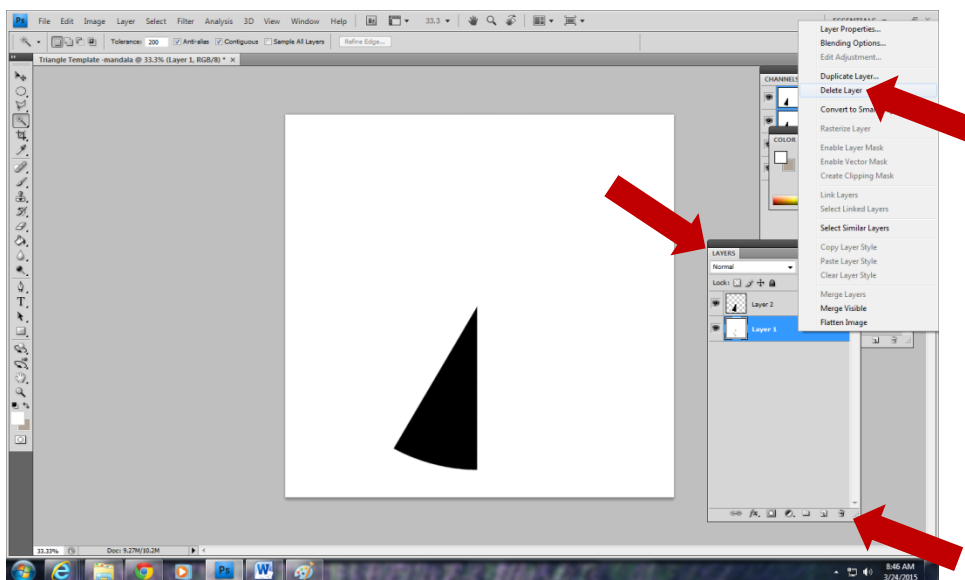 Ps File Edit Image Layer Select Filter Analysis 3D View Window Help Br 33.3 ESSENTIALS
Tolerance: 200 Anti-alias Contiguous Sample All Layers Refine Edge...
Triangle Template -mandala @ 33.3% (Layer 1, RGB/8) * ×
CHANNELS
COLOR
Layer Properties...
Blending Options...
Edit Adjustment...
Duplicate Layer...
Delete Layer
Convert to Sma
Rasterize Layer
Enable Layer Mask
Enable Vector Mask
Create Clipping Mask
Link Layers
Select Linked Layers
Select Similar Layers
Copy Layer Style
Paste Layer Style
Clear Layer Style
Merge Layers
Merge Visible
Flatten Image
LAYERS
Normal
Lock:
Layer 2
Layer 1
fx
33.33% Doc: 9.27M/10.2M
Ps W
8:46 AM
3/24/2015